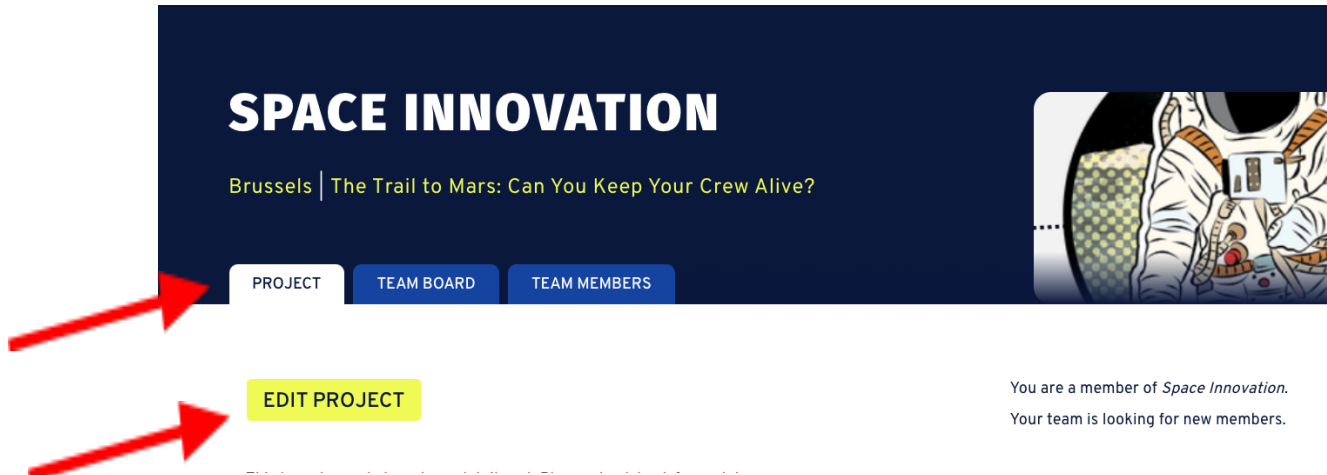 SPACE INNOVATION
Brussels | The Trail to Mars: Can You Keep Your Crew Alive?
PROJECT TEAM BOARD TEAM MEMBERS
EDIT PROJECT
You are a member of Space Innovation.
Your team is looking for new members.